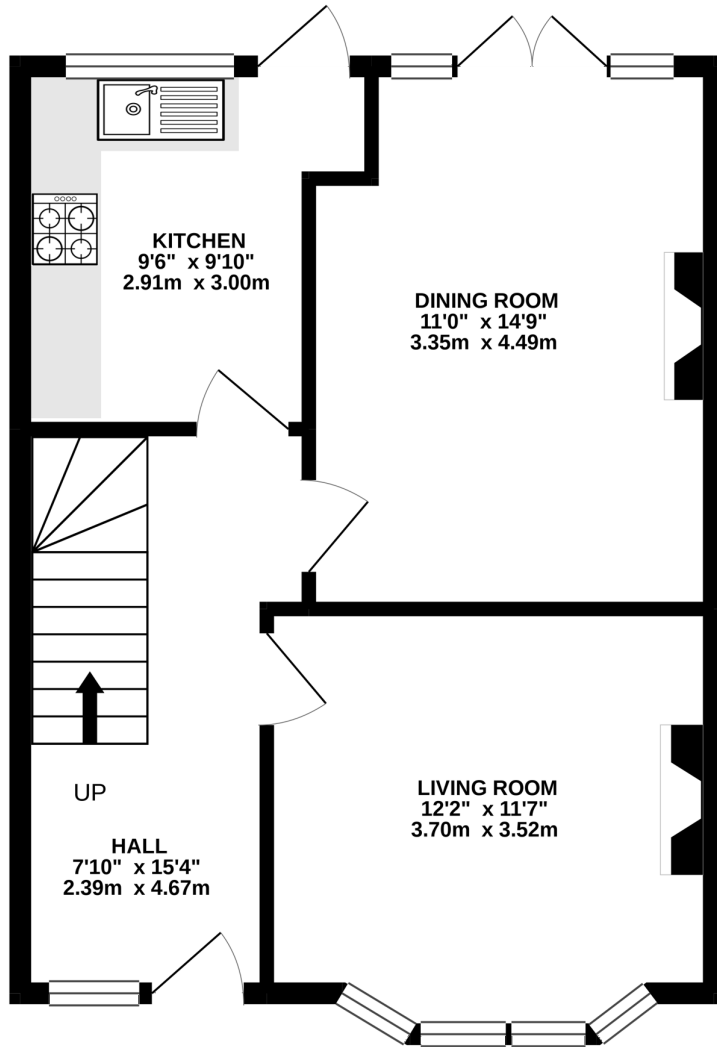 KITCHEN
9'6" x 9'10"
2.91m x 3.00m
DINING ROOM
11'0" x 14'9"
3.35m x 4.49m
UP
LIVING ROOM
12'2" x 11'7"
3.70m x 3.52m
HALL
7'10" x 15'4"
2.39m x 4.67m